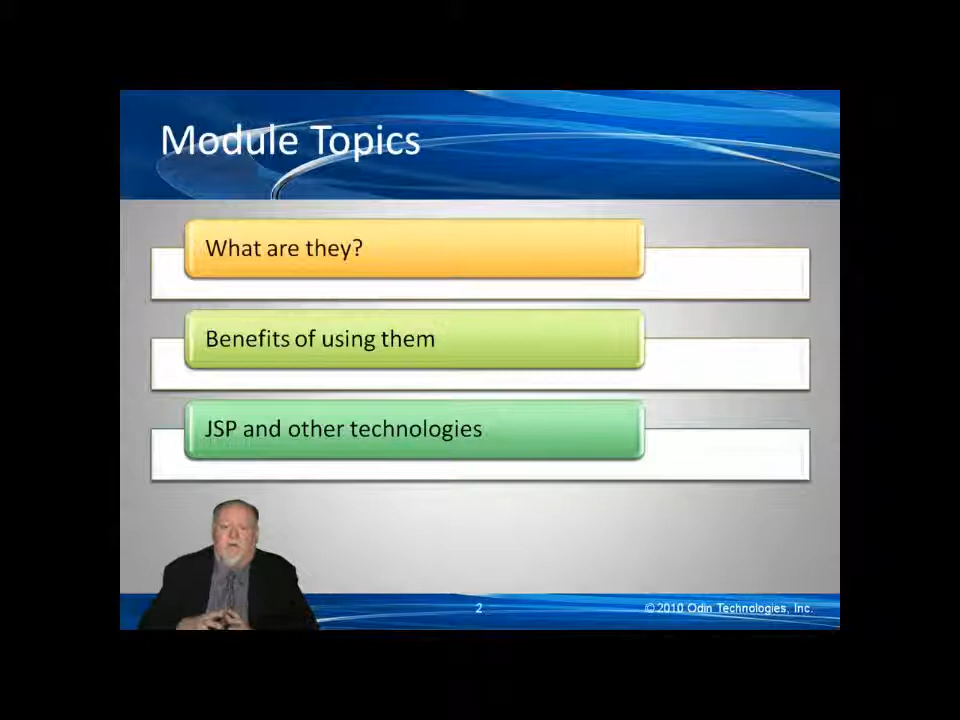 Module Topics
What are they?
Benefits of using them
JSP and other technologies
2
© 2010 Odin Technologies, Inc.